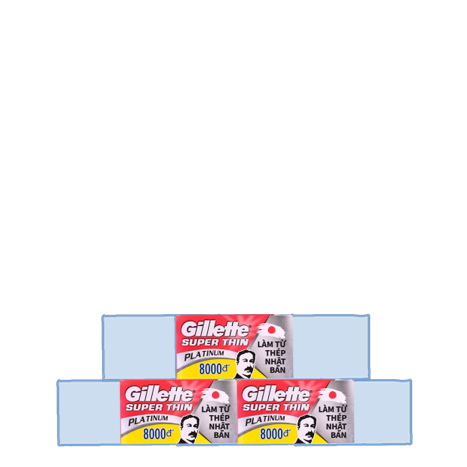 Gillette
SUPER THIN
PLATINUM
8000đ
LÀM TỪ
THÉP
NHẬT
BẢN
Gillette
SUPER THIN
PLATINUM
8000đ
LÀM TỪ
THÉP
NHẬT
BẢN
Gillette
SUPER THIN
PLATINUM
8000đ
LÀM TỪ
THÉP
NHẬT
BẢN